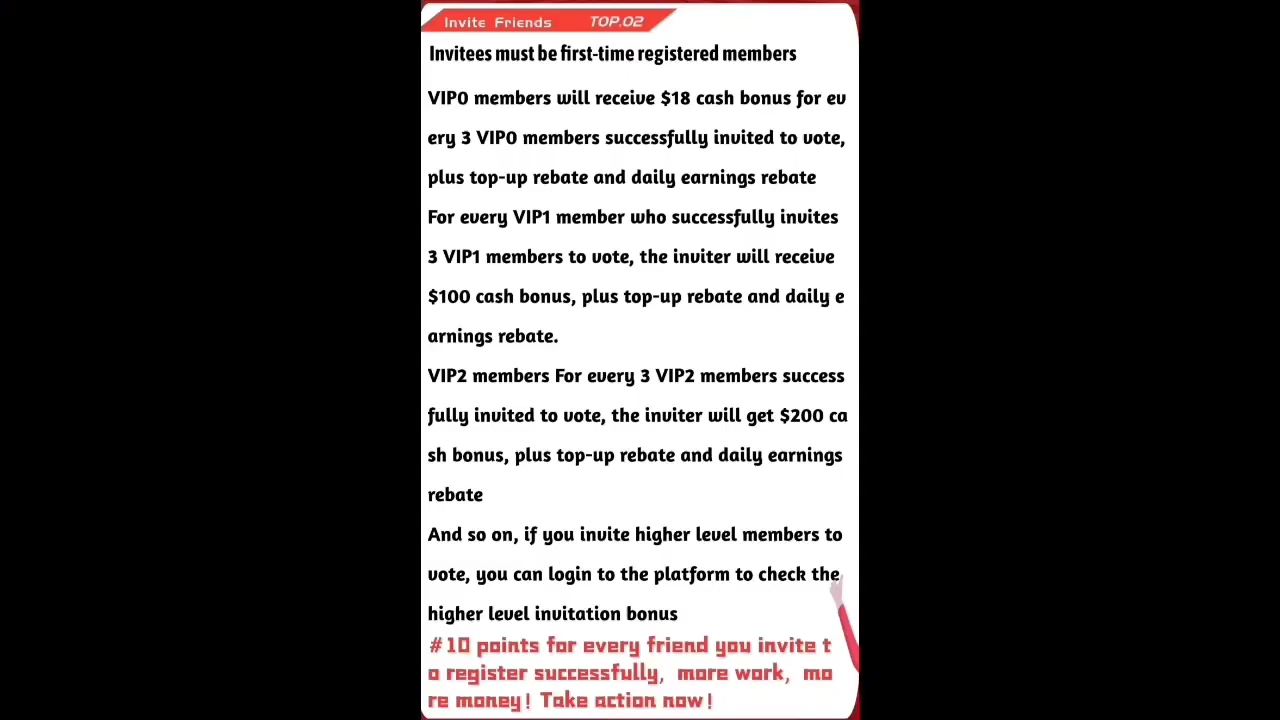 Invite Friends TOP.02
Invitees must be first-time registered members
VIP0 members will receive $18 cash bonus for ev
ery 3 VIP0 members successfully invited to vote,
plus top-up rebate and daily earnings rebate
For every VIP1 member who successfully invites
3 VIP1 members to vote, the inviter will receive
$100 cash bonus, plus top-up rebate and daily e
arnings rebate.
VIP2 members For every 3 VIP2 members success
fully invited to vote, the inviter will get $200 ca
sh bonus, plus top-up rebate and daily earnings
rebate
And so on, if you invite higher level members to
vote, you can login to the platform to check the
higher level invitation bonus
#10 points for every friend you invite t
o register successfully, more work, mo
re money! Take action now!